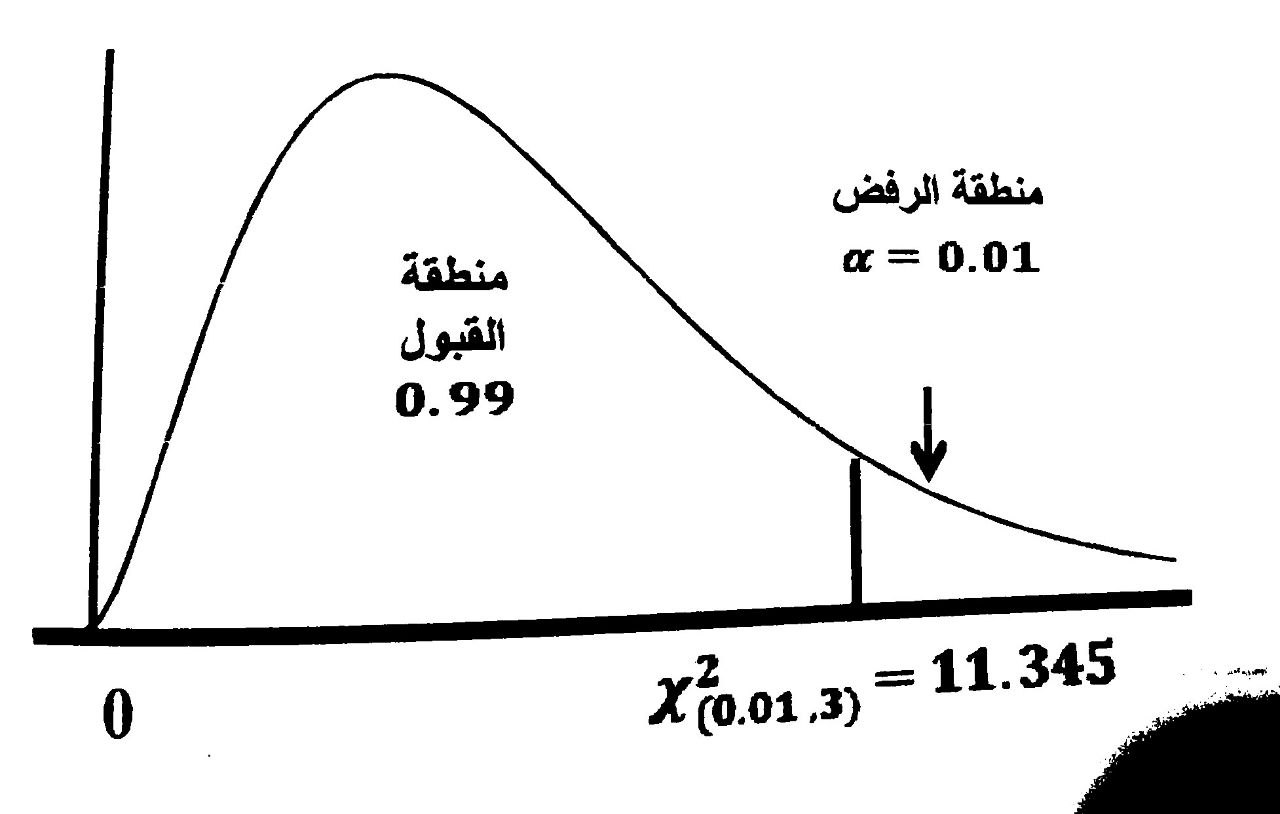 منطقة الرفض
α = 0.01
منطقة
القبول
0.99
0
χ²(0.01 ,3) = 11.345